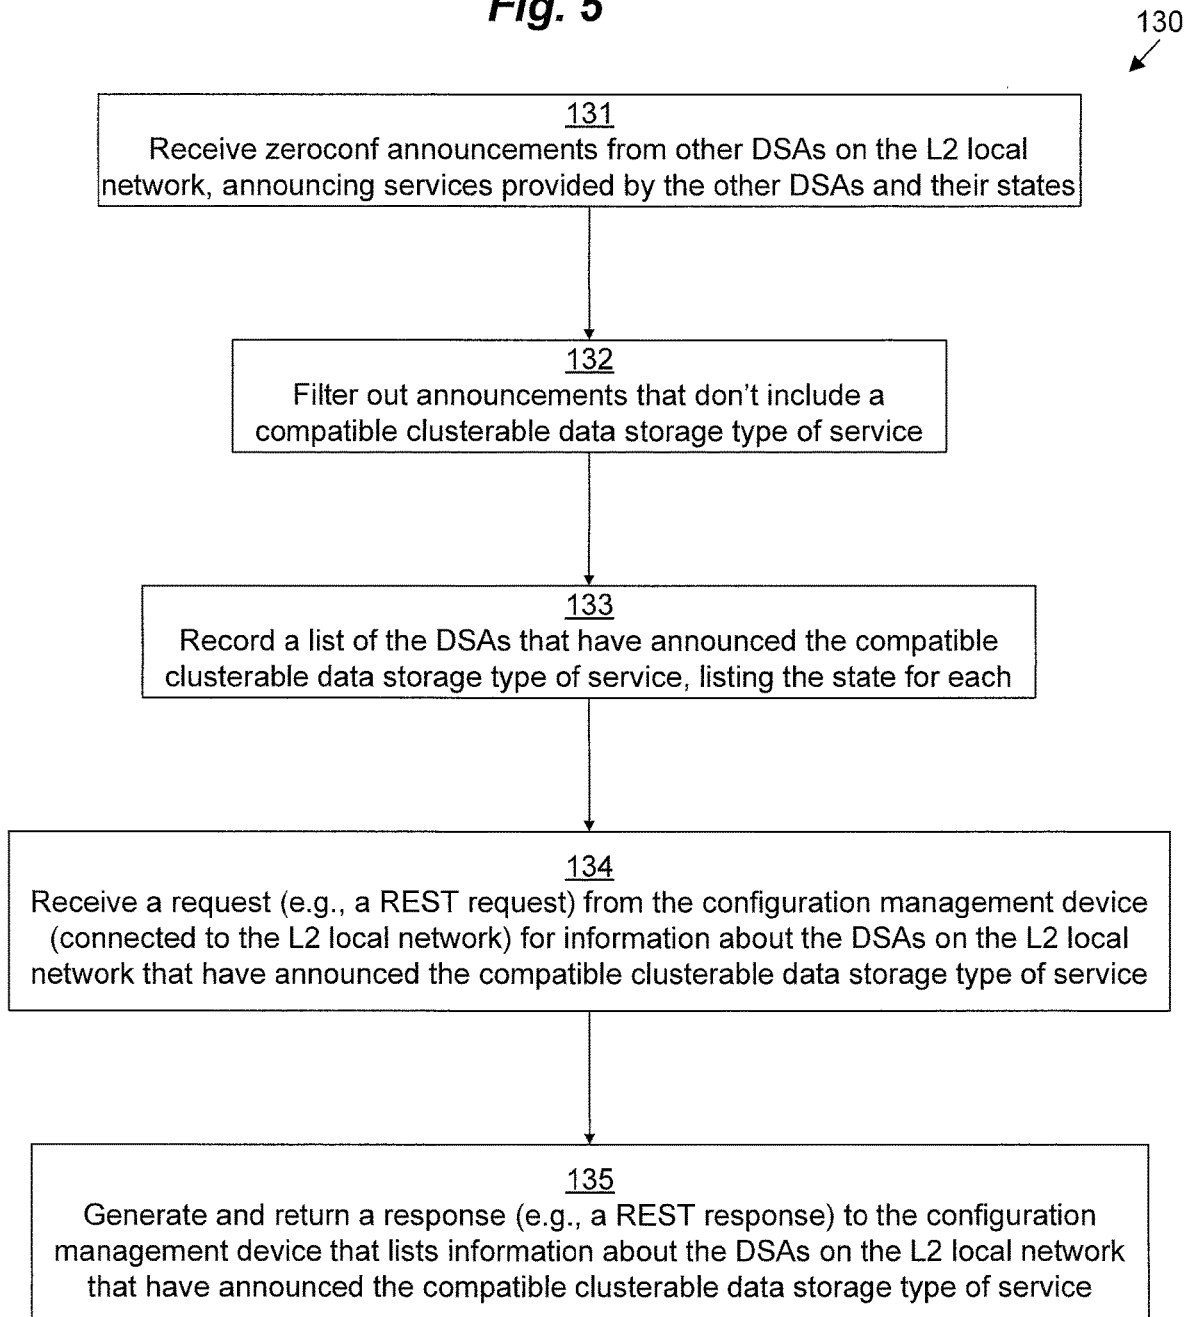 Fig. 5
130
131
Receive zeroconf announcements from other DSAs on the L2 local
network, announcing services provided by the other DSAs and their states
132
Filter out announcements that don't include a
compatible clusterable data storage type of service
133
Record a list of the DSAs that have announced the compatible
clusterable data storage type of service, listing the state for each
134
Receive a request (e.g., a REST request) from the configuration management device
(connected to the L2 local network) for information about the DSAs on the L2 local
network that have announced the compatible clusterable data storage type of service
135
Generate and return a response (e.g., a REST response) to the configuration
management device that lists information about the DSAs on the L2 local network
that have announced the compatible clusterable data storage type of service